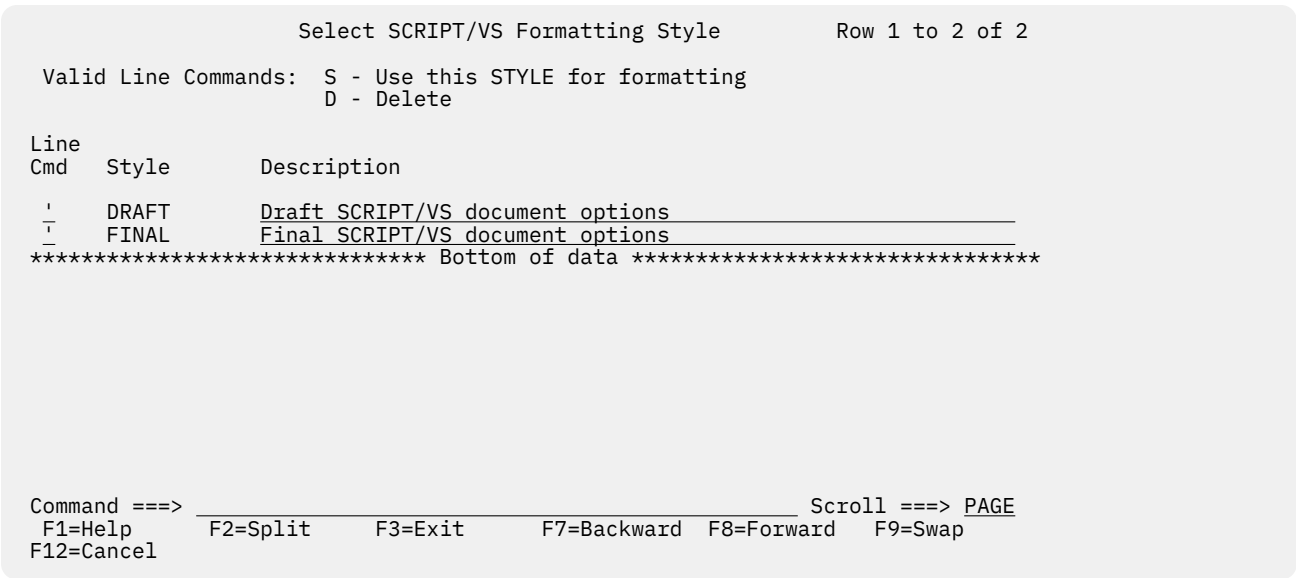 Select SCRIPT/VS Formatting Style         Row 1 to 2 of 2
Valid Line Commands:  S - Use this STYLE for formatting
D - Delete
Line
Cmd   Style       Description
'    DRAFT       Draft SCRIPT/VS document options
'    FINAL       Final SCRIPT/VS document options
******************************* Bottom of data ********************************
Command ===> _______________________________________________ Scroll ===> PAGE
F1=Help      F2=Split     F3=Exit      F7=Backward  F8=Forward   F9=Swap
F12=Cancel